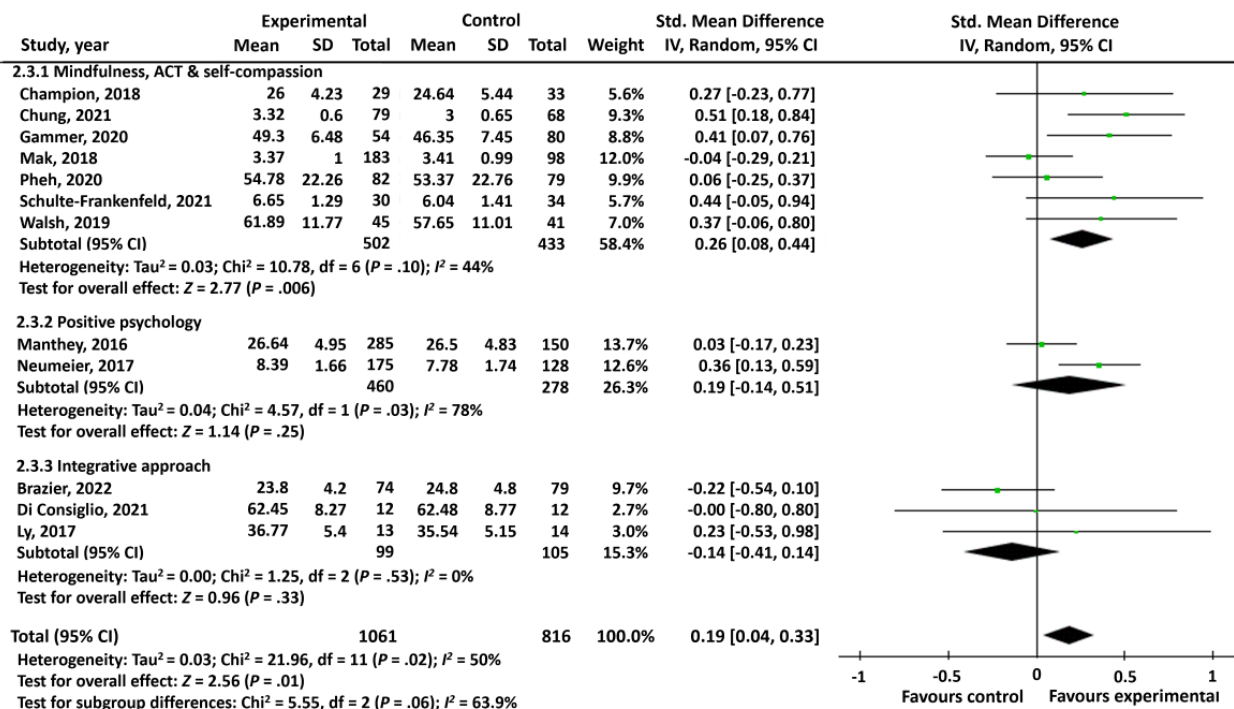 Experimental Control Std. Mean Difference Std. Mean Difference
Study, year Mean SD Total Mean SD Total Weight IV, Random, 95% CI IV, Random, 95% CI
2.3.1 Mindfulness, ACT & self-compassion
Champion, 2018 26 4.23 29 24.64 5.44 33 5.6% 0.27 [-0.23, 0.77]
Chung, 2021 3.32 0.6 79 3 0.65 68 9.3% 0.51 [0.18, 0.84]
Gammer, 2020 49.3 6.48 54 46.35 7.45 80 8.8% 0.41 [0.07, 0.76]
Mak, 2018 3.37 1 183 3.41 0.99 98 12.0% -0.04 [-0.29, 0.21]
Pheh, 2020 54.78 22.26 82 53.37 22.76 79 9.9% 0.06 [-0.25, 0.37]
Schulte-Frankenfeld, 2021 6.65 1.29 30 6.04 1.41 34 5.7% 0.44 [-0.05, 0.94]
Walsh, 2019 61.89 11.77 45 57.65 11.01 41 7.0% 0.37 [-0.06, 0.80]
Subtotal (95% CI) 502 433 58.4% 0.26 [0.08, 0.44]
Heterogeneity: Tau² = 0.03; Chi² = 10.78, df = 6 (P = .10); I² = 44%
Test for overall effect: Z = 2.77 (P = .006)
2.3.2 Positive psychology
Manthey, 2016 26.64 4.95 285 26.5 4.83 150 13.7% 0.03 [-0.17, 0.23]
Neumeier, 2017 8.39 1.66 175 7.78 1.74 128 12.6% 0.36 [0.13, 0.59]
Subtotal (95% CI) 460 278 26.3% 0.19 [-0.14, 0.51]
Heterogeneity: Tau² = 0.04; Chi² = 4.57, df = 1 (P = .03); I² = 78%
Test for overall effect: Z = 1.14 (P = .25)
2.3.3 Integrative approach
Brazier, 2022 23.8 4.2 74 24.8 4.8 79 9.7% -0.22 [-0.54, 0.10]
Di Consiglio, 2021 62.45 8.27 12 62.48 8.77 12 2.7% -0.00 [-0.80, 0.80]
Ly, 2017 36.77 5.4 13 35.54 5.15 14 3.0% 0.23 [-0.53, 0.98]
Subtotal (95% CI) 99 105 15.3% -0.14 [-0.41, 0.14]
Heterogeneity: Tau² = 0.00; Chi² = 1.25, df = 2 (P = .53); I² = 0%
Test for overall effect: Z = 0.96 (P = .33)
Total (95% CI) 1061 816 100.0% 0.19 [0.04, 0.33]
Heterogeneity: Tau² = 0.03; Chi² = 21.96, df = 11 (P = .02); I² = 50%
Test for overall effect: Z = 2.56 (P = .01)
Test for subgroup differences: Chi² = 5.55, df = 2 (P = .06); I² = 63.9%
-1 -0.5 0 0.5 1
Favours control Favours experimental